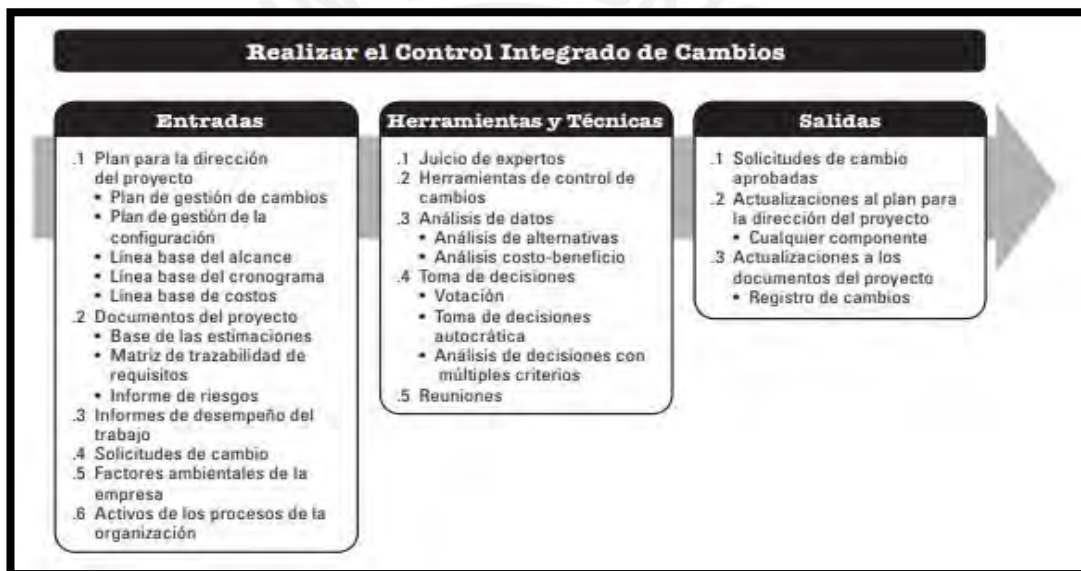 Realizar el Control Integrado de Cambios
Entradas
.1 Plan para la dirección
del proyecto
• Plan de gestión de cambios
• Plan de gestión de la
configuración
• Línea base del alcance
• Línea base del cronograma
• Línea base de costos
.2 Documentos del proyecto
• Base de las estimaciones
• Matriz de trazabilidad de
requisitos
• Informe de riesgos
.3 Informes de desempeño del
trabajo
.4 Solicitudes de cambio
.5 Factores ambientales de la
empresa
.6 Activos de los procesos de la
organización
Herramientas y Técnicas
.1 Juicio de expertos
.2 Herramientas de control de
cambios
.3 Análisis de datos
• Análisis de alternativas
• Análisis costo-beneficio
.4 Toma de decisiones
• Votación
• Toma de decisiones
autocrática
• Análisis de decisiones con
múltiples criterios
.5 Reuniones
Salidas
.1 Solicitudes de cambio
aprobadas
.2 Actualizaciones al plan para
la dirección del proyecto
• Cualquier componente
.3 Actualizaciones a los
documentos del proyecto
• Registro de cambios